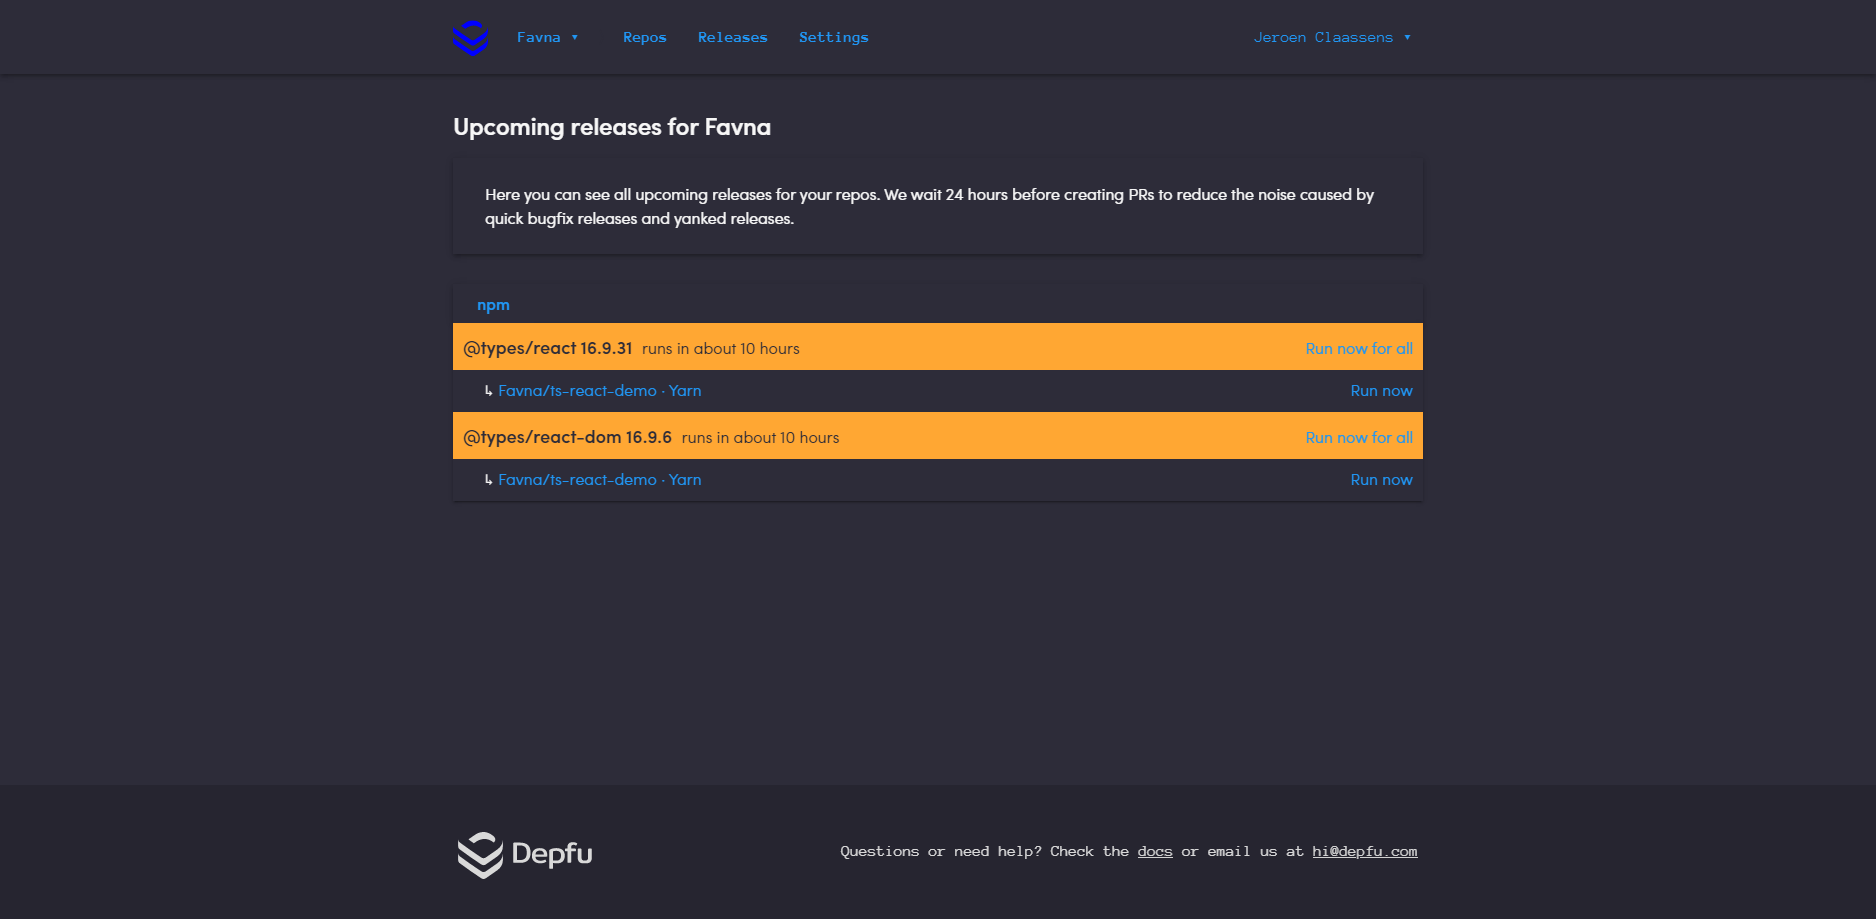 Favna ▾ Repos Releases Settings Jeroen Claassens ▾
Upcoming releases for Favna
Here you can see all upcoming releases for your repos. We wait 24 hours before creating PRs to reduce the noise caused by
quick bugfix releases and yanked releases.
npm
@types/react 16.9.31 runs in about 10 hours Run now for all
↳ Favna/ts-react-demo · Yarn Run now
@types/react-dom 16.9.6 runs in about 10 hours Run now for all
↳ Favna/ts-react-demo · Yarn Run now
Depfu Questions or need help? Check the docs or email us at hi@depfu.com